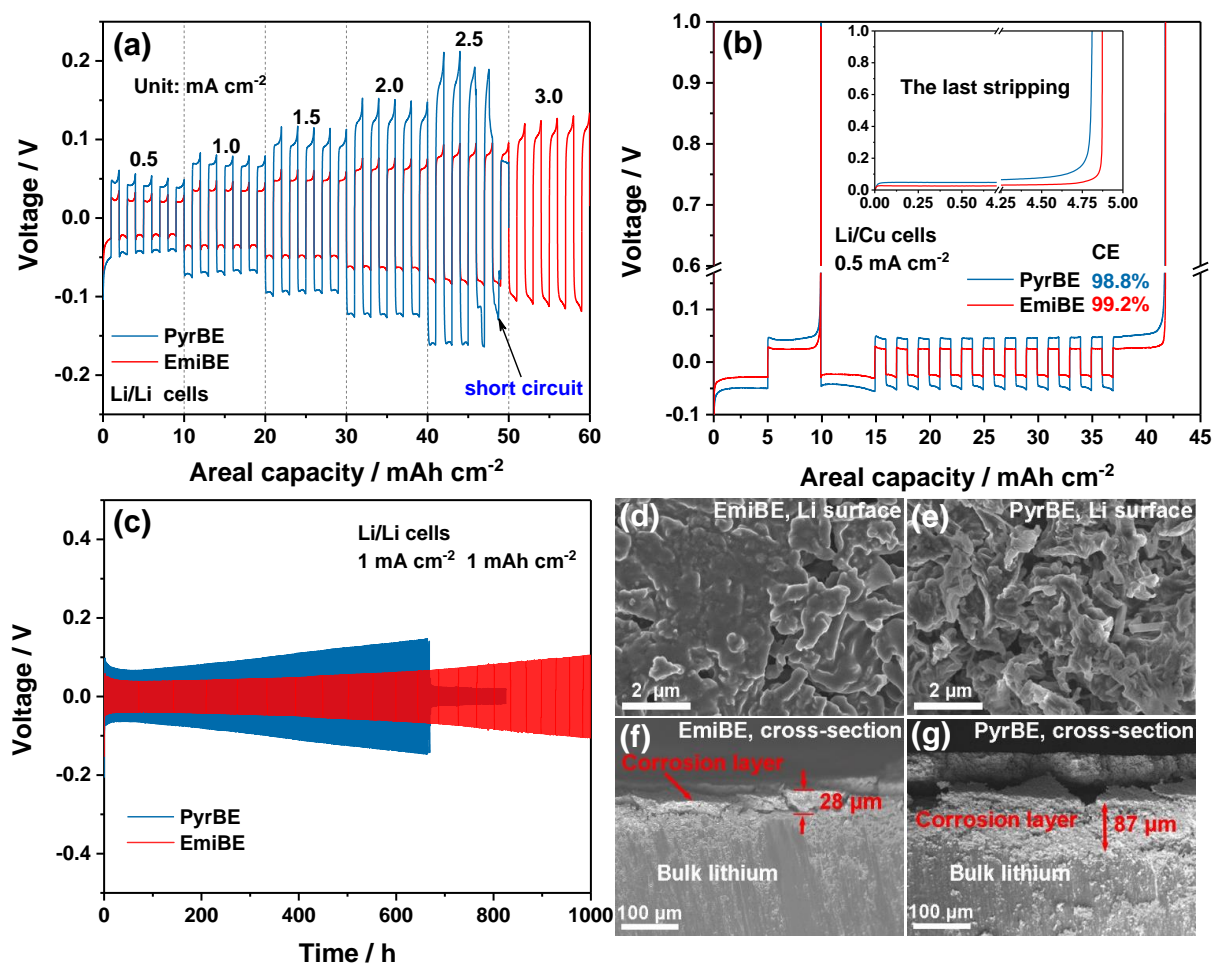 (a)
Unit: mA cm-2
0.5
1.0
1.5
2.0
2.5
3.0
PyrBE
EmiBE
Li/Li cells
short circuit
0.2
0.1
0.0
-0.1
-0.2
Voltage / V
0 10 20 30 40 50 60
Areal capacity / mAh cm-2
(b)
1.0
0.9
0.8
0.7
0.6
0.1
0.0
-0.1
Voltage / V
1.0
0.8
0.6
0.4
0.2
0.0
The last stripping
0.00 0.25 0.50 4.25 4.50 4.75 5.00
Li/Cu cells
0.5 mA cm-2
CE
PyrBE 98.8%
EmiBE 99.2%
0 5 10 15 20 25 30 35 40 45
Areal capacity / mAh cm-2
(c)
Li/Li cells
1 mA cm-2 1 mAh cm-2
0.4
0.2
0.0
-0.2
-0.4
Voltage / V
PyrBE
EmiBE
0 200 400 600 800 1000
Time / h
(d)
EmiBE, Li surface
2 µm
(e)
PyrBE, Li surface
2 µm
(f)
EmiBE, cross-section
Corrosion layer
28 µm
Bulk lithium
100 µm
(g)
PyrBE, cross-section
Corrosion layer
87 µm
Bulk lithium
100 µm